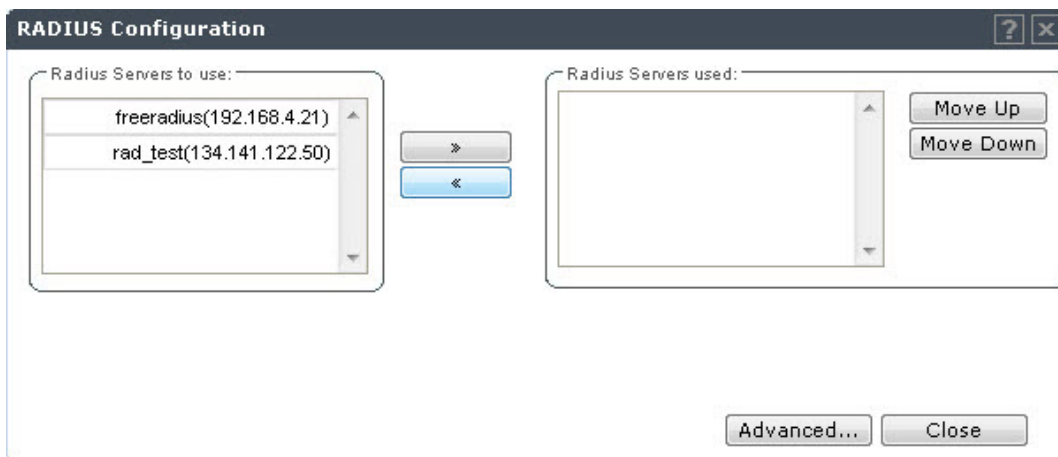 RADIUS Configuration
? x
Radius Servers to use:
freeradius(192.168.4.21)
rad_test(134.141.122.50)
»
«
Radius Servers used:
Move Up
Move Down
Advanced...
Close